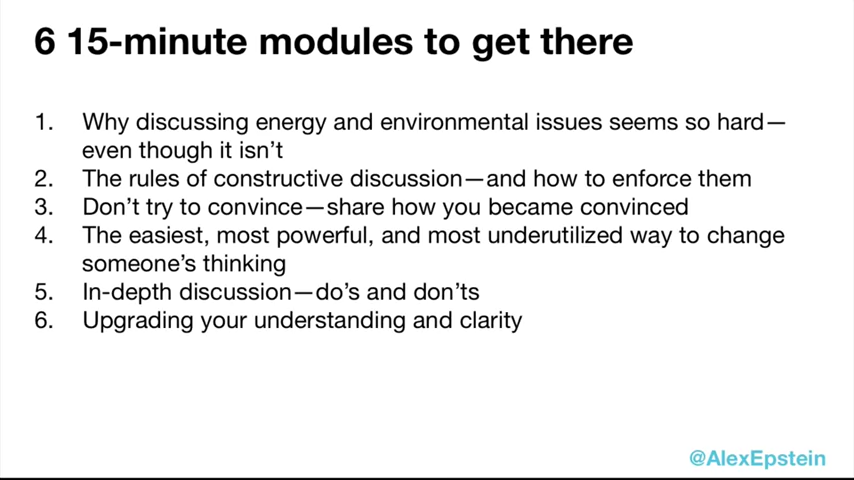 6 15-minute modules to get there
1. Why discussing energy and environmental issues seems so hard—
even though it isn’t
2. The rules of constructive discussion—and how to enforce them
3. Don’t try to convince—share how you became convinced
4. The easiest, most powerful, and most underutilized way to change
someone’s thinking
5. In-depth discussion—do’s and don’ts
6. Upgrading your understanding and clarity
@AlexEpstein